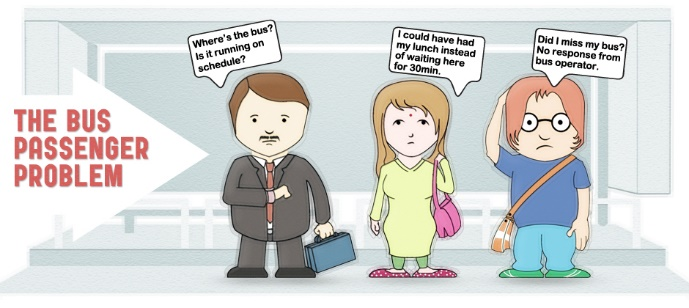 THE BUS
PASSENGER
PROBLEM
Where's the bus?
Is it running on
schedule?
I could have had
my lunch instead
of waiting here
for 30min.
Did I miss my bus?
No response from
bus operator.